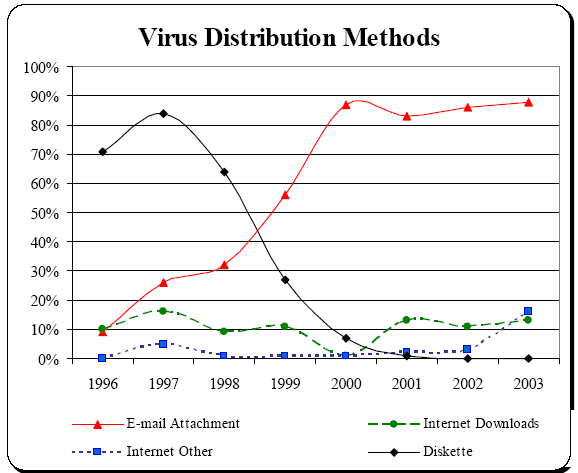 Virus Distribution Methods
100%
90%
80%
70%
60%
50%
40%
30%
20%
10%
0%
1996 1997 1998 1999 2000 2001 2002 2003
E-mail Attachment Internet Downloads
Internet Other Diskette